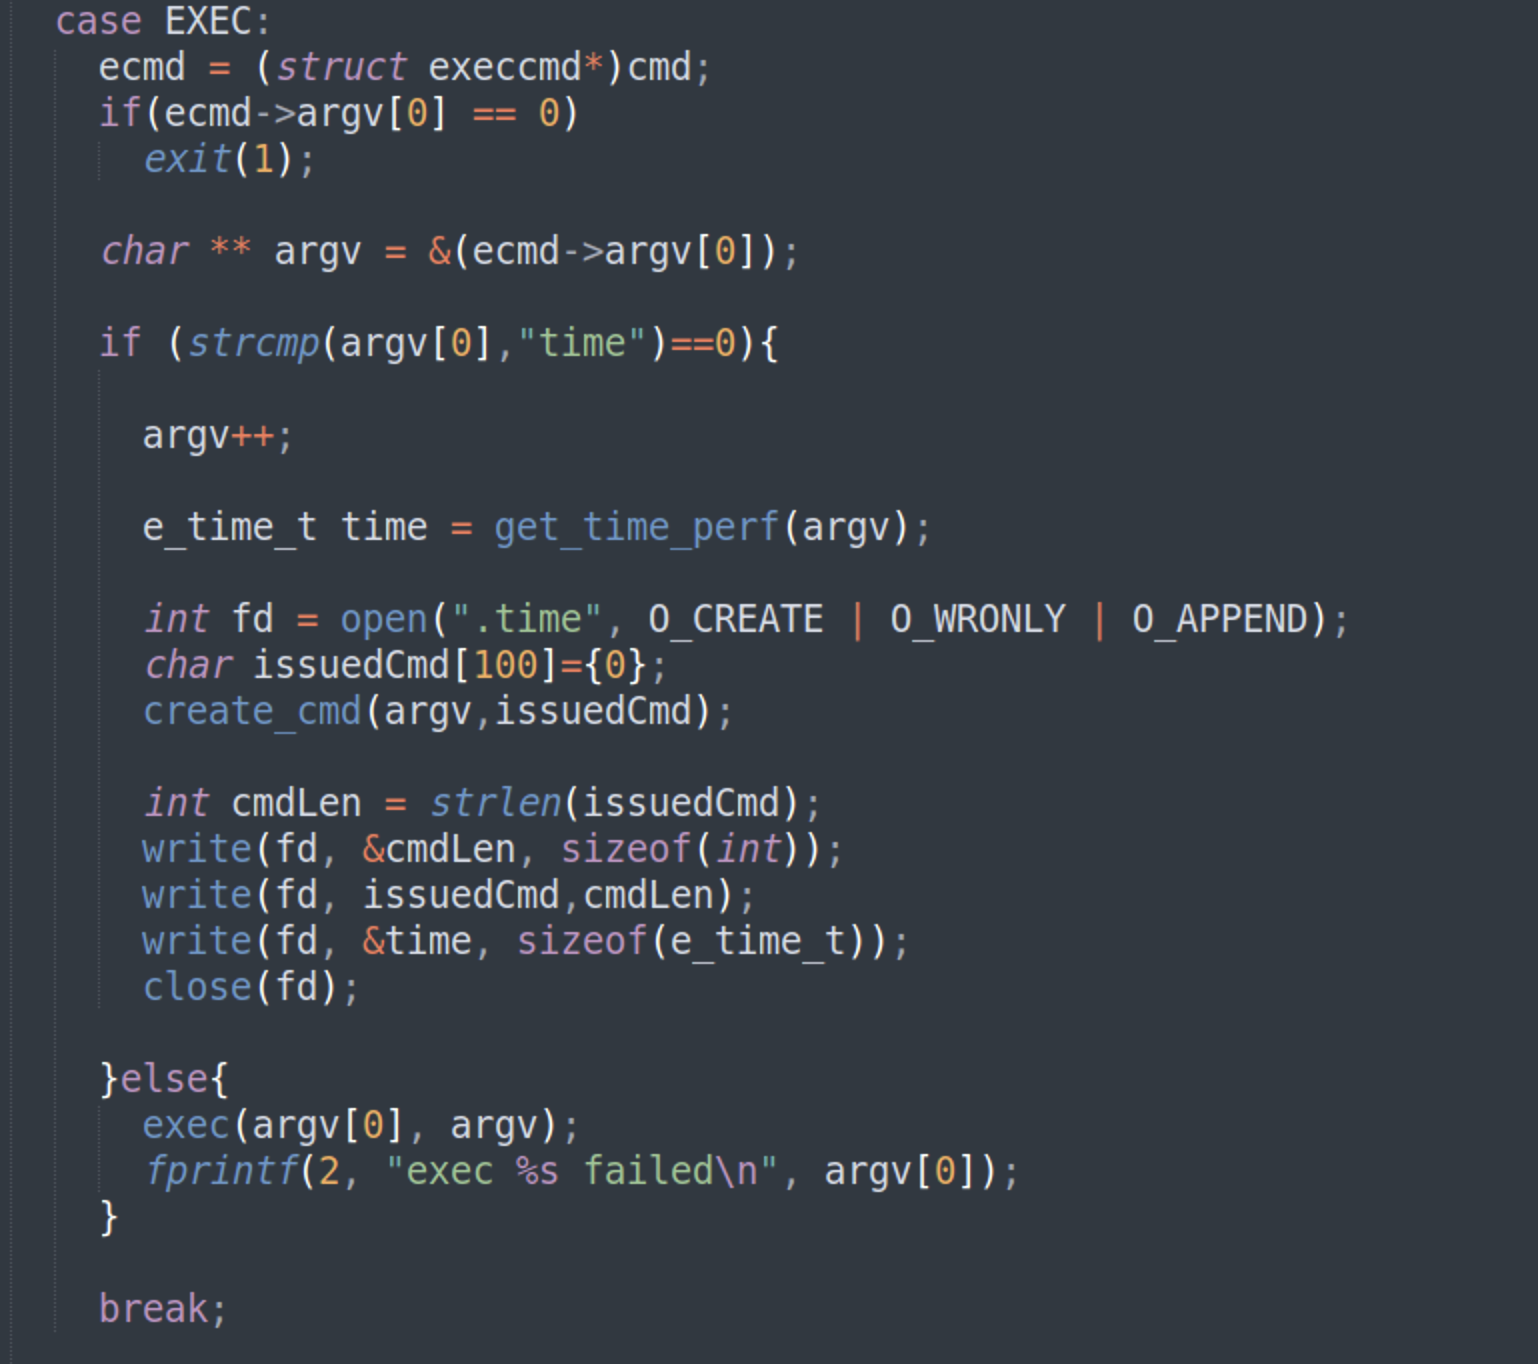 case EXEC:
ecmd = (struct execcmd*)cmd;
if(ecmd->argv[0] == 0)
exit(1);
char ** argv = &(ecmd->argv[0]);
if (strcmp(argv[0],"time")==0){
argv++;
e_time_t time = get_time_perf(argv);
int fd = open(".time", O_CREATE | O_WRONLY | O_APPEND);
char issuedCmd[100]={0};
create_cmd(argv,issuedCmd);
int cmdLen = strlen(issuedCmd);
write(fd, &cmdLen, sizeof(int));
write(fd, issuedCmd,cmdLen);
write(fd, &time, sizeof(e_time_t));
close(fd);
}else{
exec(argv[0], argv);
fprintf(2, "exec %s failed\n", argv[0]);
}
break;